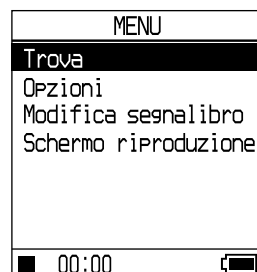 MENU
Trova
Opzioni
Modifica segnalibro
Schermo riproduzione
00:00